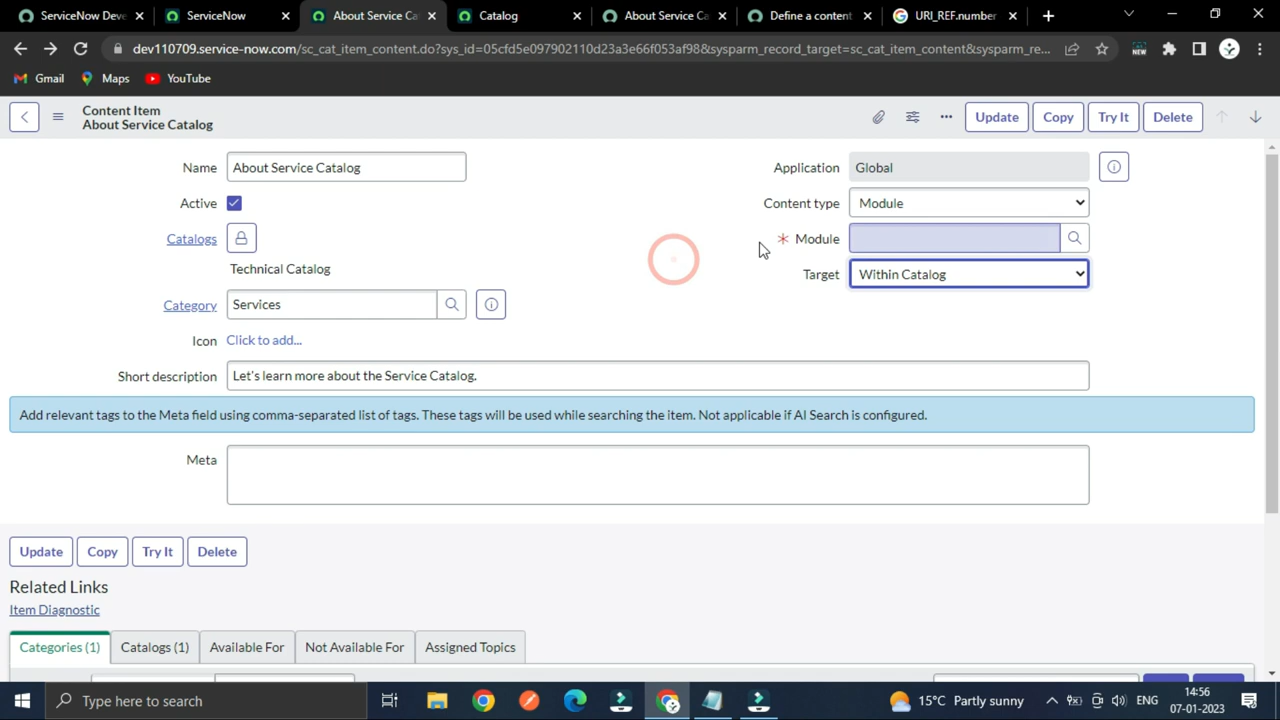 ServiceNow Deve
ServiceNow
About Service Ca
Catalog
About Service Ca
Define a content
URI_REF.number
dev110709.service-now.com/sc_cat_item_content.do?sys_id=05cfd5e097902110d23a3e66f053af98&sysparm_record_target=sc_cat_item_content&sysparm_re...
NEW
Gmail
Maps
YouTube
Content Item
About Service Catalog
Update
Copy
Try It
Delete
Name
About Service Catalog
Application
Global
Active
Content type
Module
Catalogs
* Module
Technical Catalog
Target
Within Catalog
Category
Services
Icon
Click to add...
Short description
Let's learn more about the Service Catalog.
Add relevant tags to the Meta field using comma-separated list of tags. These tags will be used while searching the item. Not applicable if AI Search is configured.
Meta
Update
Copy
Try It
Delete
Related Links
Item Diagnostic
Categories (1)
Catalogs (1)
Available For
Not Available For
Assigned Topics
Type here to search
15°C Partly sunny
ENG
14:56
07-01-2023